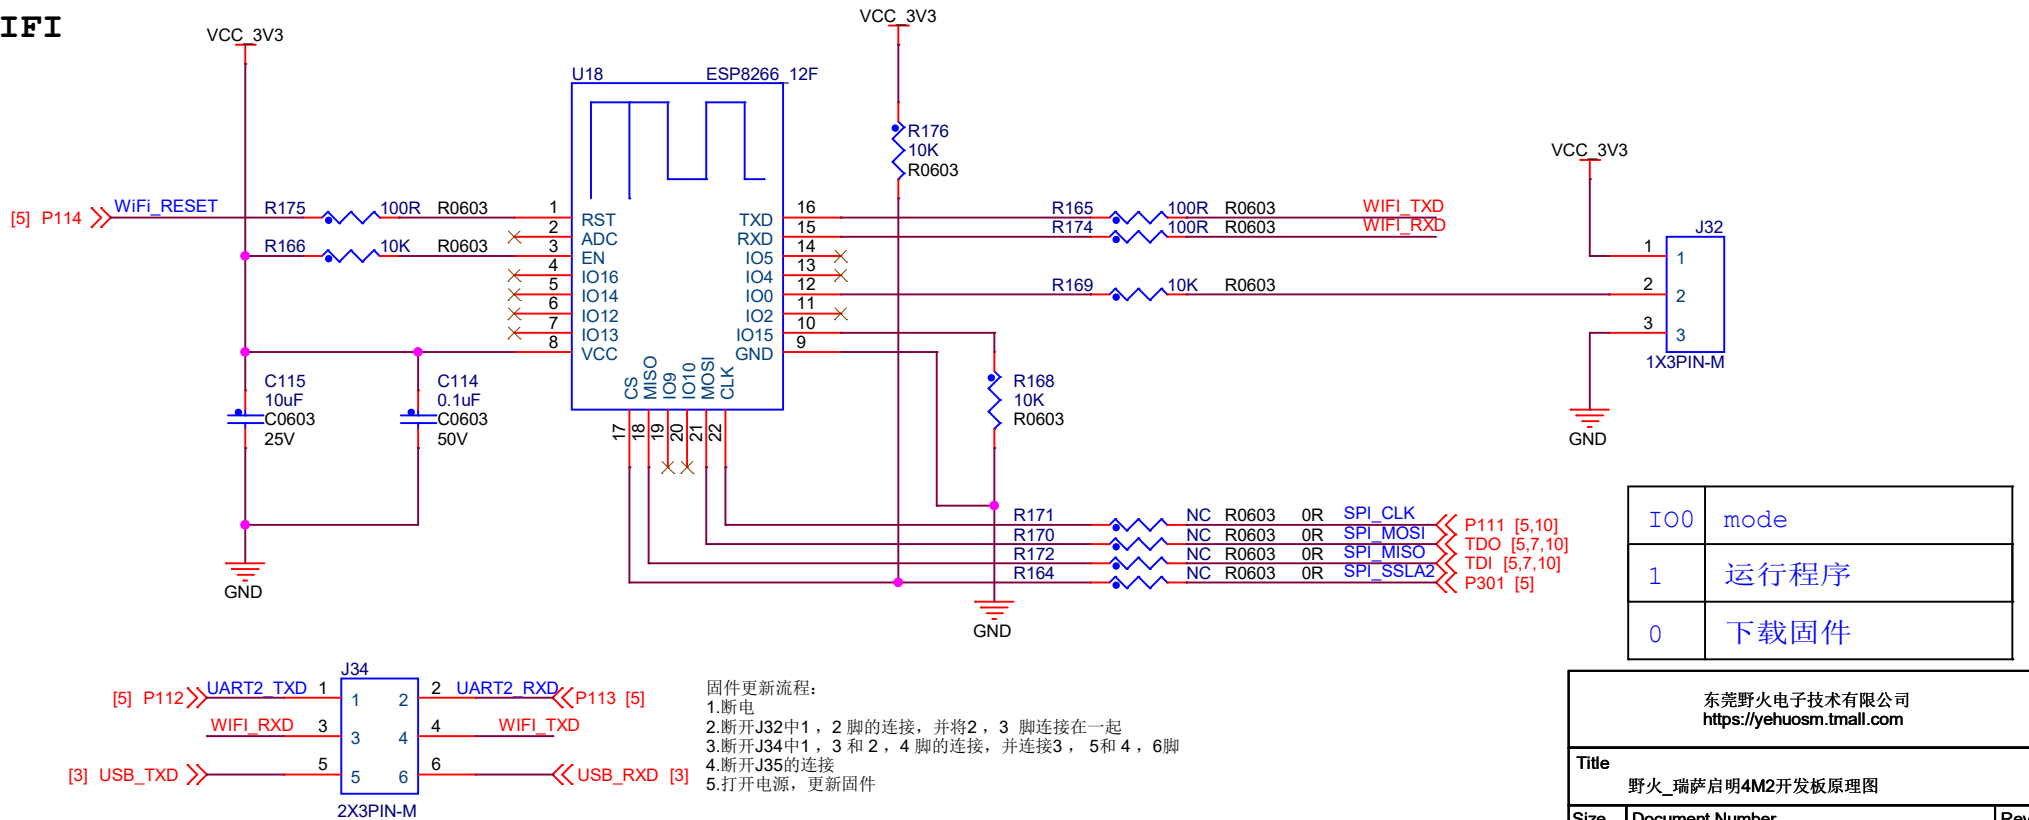 IFI
VCC_3V3
VCC_3V3
U18 ESP8266_12F
R176
10K
R0603
VCC_3V3
[5] P114 WiFi_RESET R175 100R R0603 1 RST
2 ADC
R166 10K R0603 3 EN
4 IO16
5 IO14
6 IO12
7 IO13
8 VCC
TXD 16 R165 100R R0603 WIFI_TXD
RXD 15 R174 100R R0603 WIFI_RXD
IO5 14
IO4 13
IO0 12 R169 10K R0603
IO2 11
IO15 10
GND 9
CS MISO IO9 IO10 MOSI CLK
17 18 19 20 21 22
J32
1 1
2 2
3 3
1X3PIN-M
GND
C115
10uF
C0603
25V
C114
0.1uF
C0603
50V
GND
R168
10K
R0603
R171 NC R0603 0R SPI_CLK P111 [5,10]
R170 NC R0603 0R SPI_MOSI TDO [5,7,10]
R172 NC R0603 0R SPI_MISO TDI [5,7,10]
R164 NC R0603 0R SPI_SSLA2 P301 [5]
GND
IO0 mode
1 运行程序
0 下载固件
J34
[5] P112 UART2_TXD 1 1 2 2 UART2_RXD P113 [5]
WIFI_RXD 3 3 4 4 WIFI_TXD
[3] USB_TXD 5 5 6 6 USB_RXD [3]
2X3PIN-M
固件更新流程：
1.断电
2.断开J32中1，2 脚的连接，并将2，3 脚连接在一起
3.断开J34中1，3 和 2，4 脚的连接，并连接3，5和 4，6脚
4.断开J35的连接
5.打开电源，更新固件
东莞野火电子技术有限公司
https://yehuosm.tmall.com
Title
野火_瑞萨启明4M2开发板原理图
Size Document Number Rev